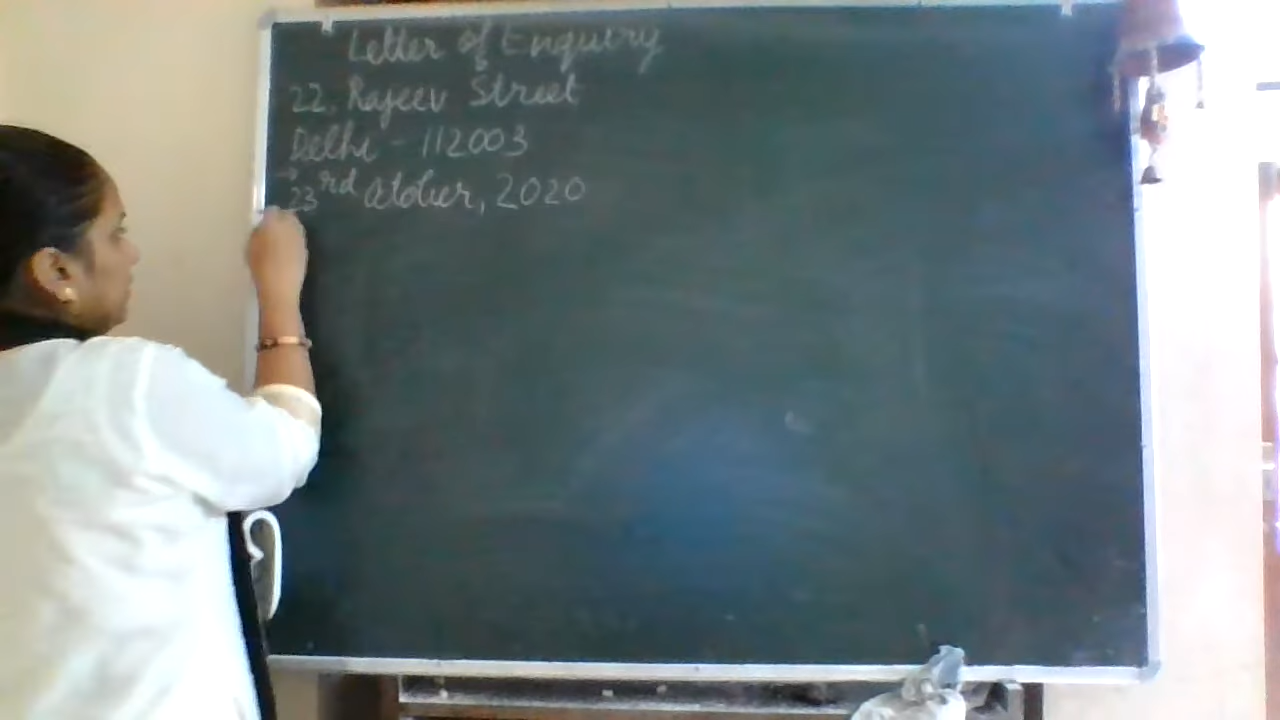 Letter of Enquiry
22, Rajeev Street
Delhi - 112003
23rd October, 2020